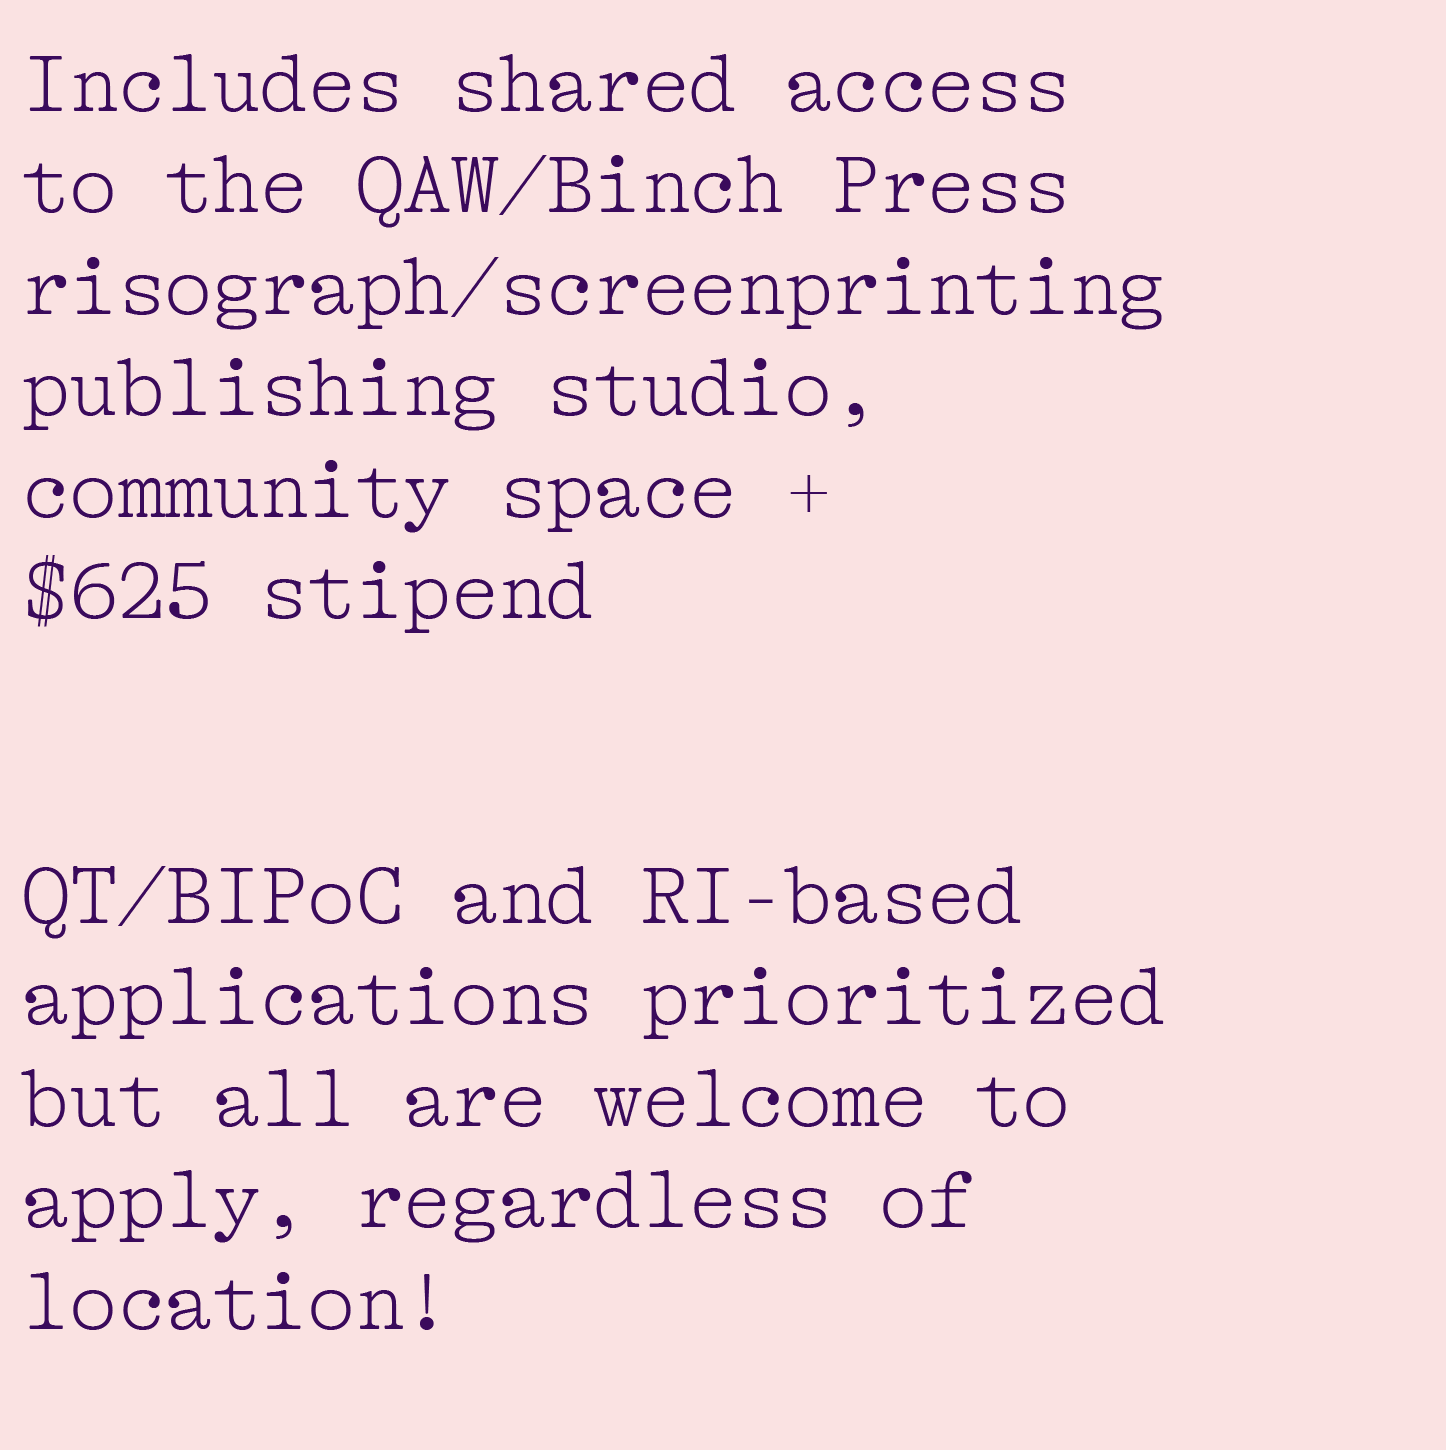 Includes shared access
to the QAW/Binch Press
risograph/screenprinting
publishing studio,
community space +
$625 stipend
QT/BIPoC and RI-based
applications prioritized
but all are welcome to
apply, regardless of
location!